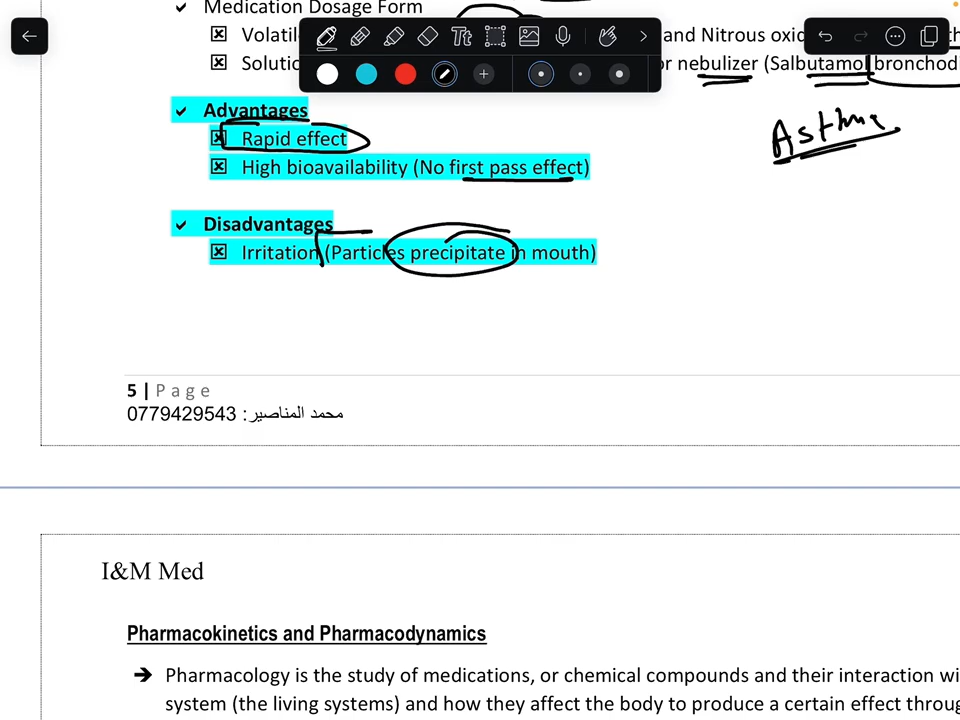 Medication Dosage Form
and Nitrous oxid
Solutio or nebulizer (Salbutamol bronchodi
Asthma
Advantages
Rapid effect
High bioavailability (No first pass effect)
Disadvantages
Irritation (Particles precipitate in mouth)
5 | Page
محمد المناصير: 0779429543
I&M Med
Pharmacokinetics and Pharmacodynamics
Pharmacology is the study of medications, or chemical compounds and their interaction wi
system (the living systems) and how they affect the body to produce a certain effect throug